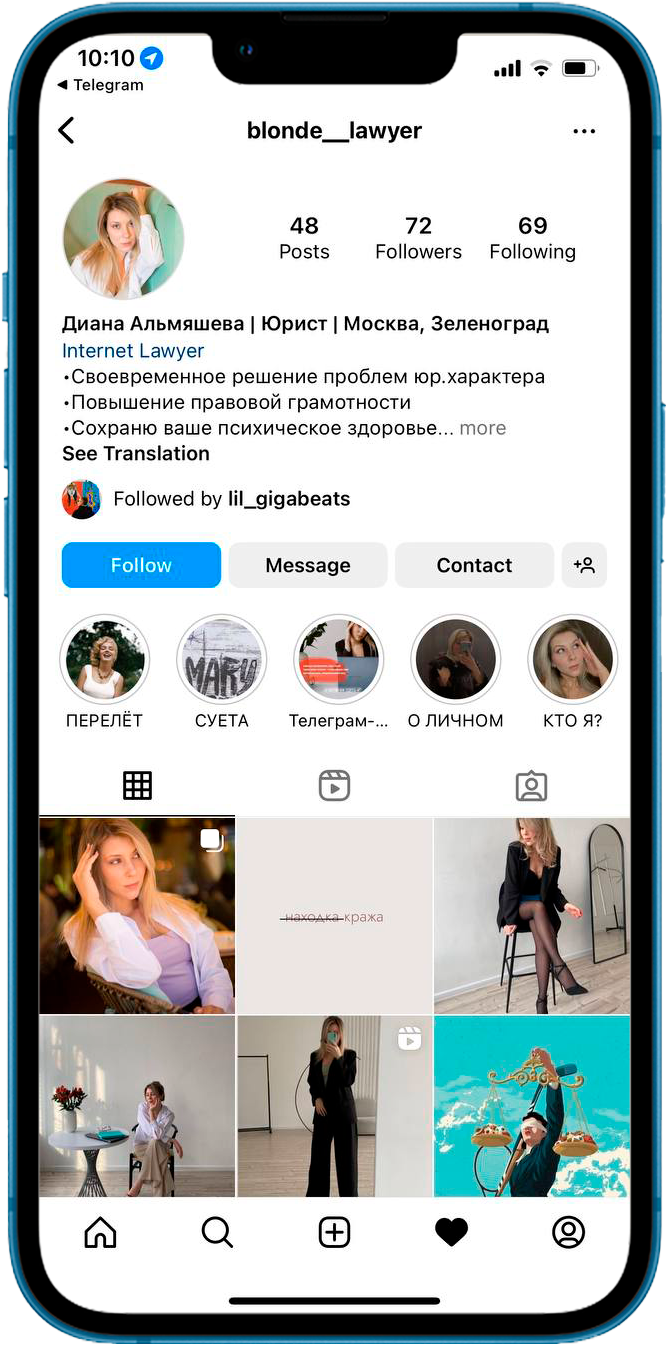 10:10
◀ Telegram
blonde__lawyer
48 72 69
Posts Followers Following
Диана Альмяшева | Юрист | Москва, Зеленоград
Internet Lawyer
•Своевременное решение проблем юр.характера
•Повышение правовой грамотности
•Сохраню ваше психическое здоровье... more
See Translation
Followed by lil_gigabeats
Follow Message Contact
MARY
ПЕРЕЛЁТ СУЕТА Телеграм-... О ЛИЧНОМ КТО Я?
находка кража